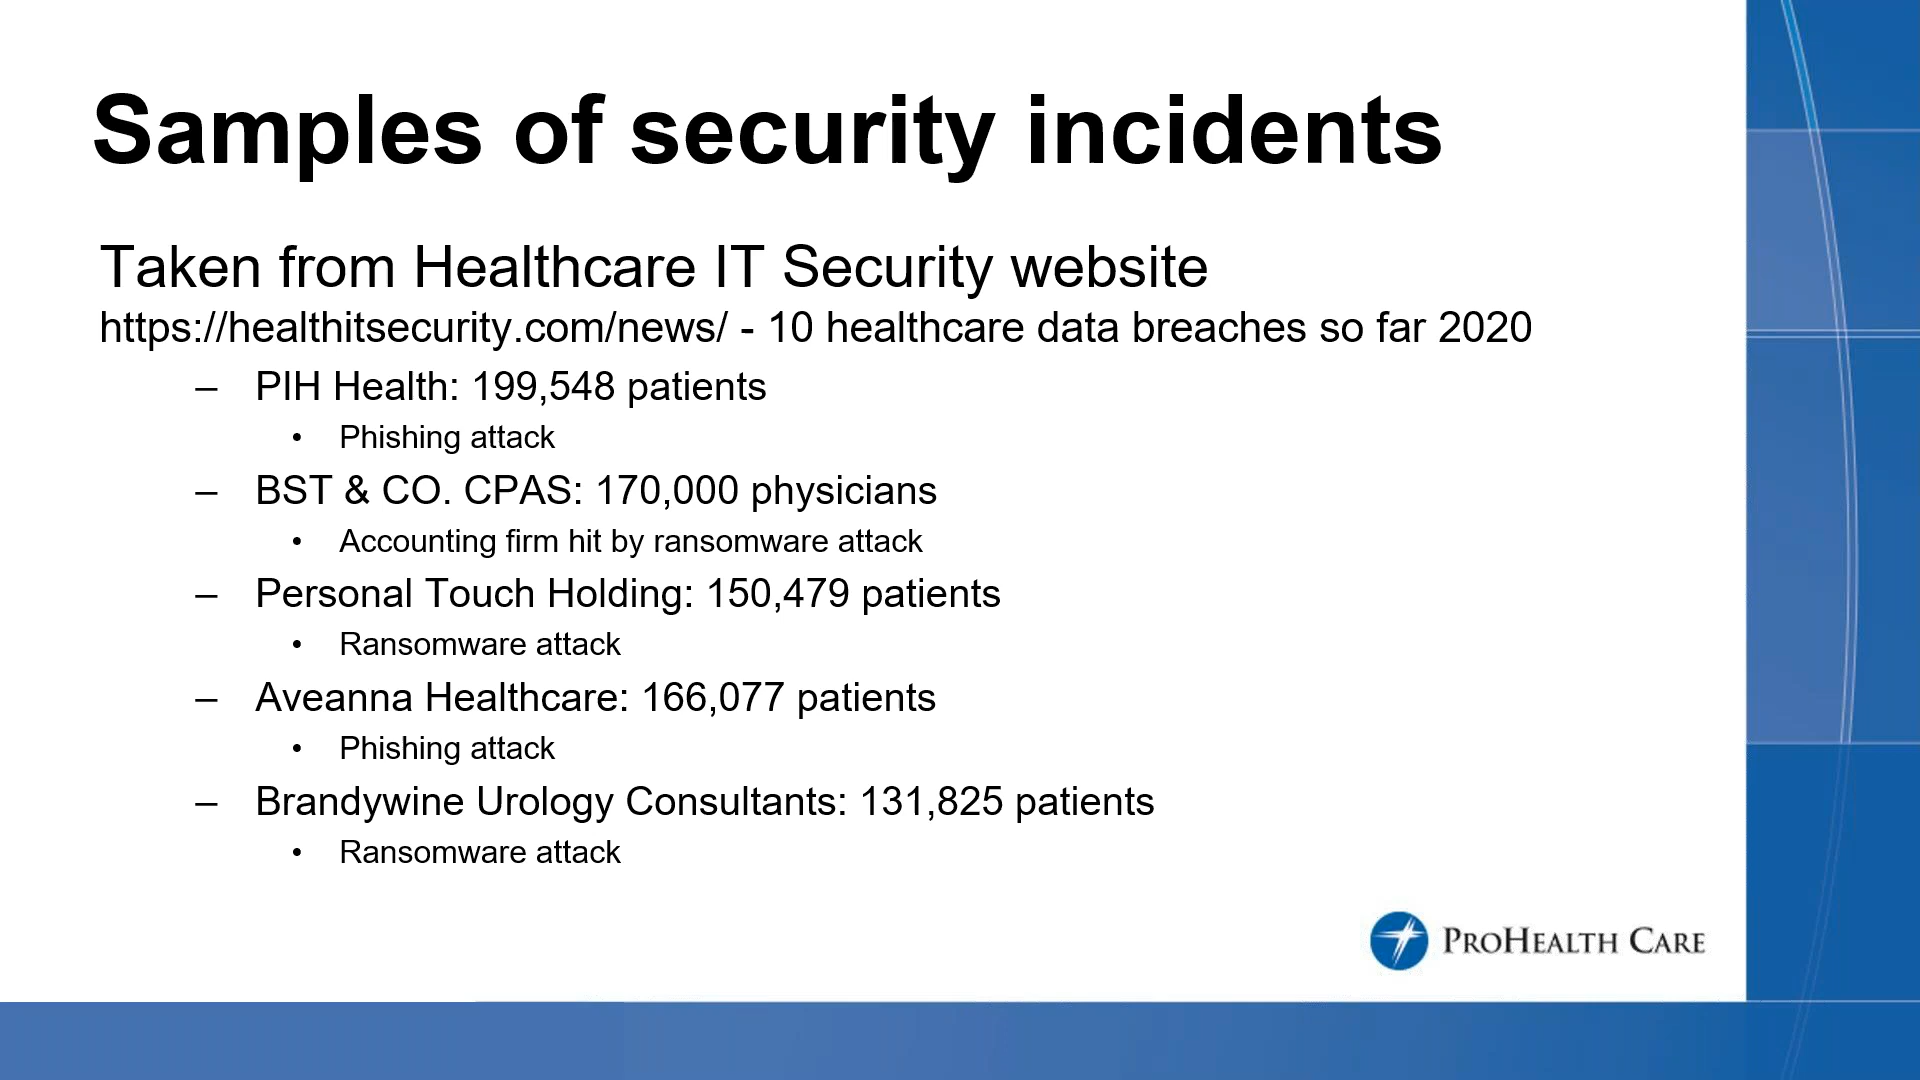 Samples of security incidents
Taken from Healthcare IT Security website
https://healthitsecurity.com/news/ - 10 healthcare data breaches so far 2020
– PIH Health: 199,548 patients
• Phishing attack
– BST & CO. CPAS: 170,000 physicians
• Accounting firm hit by ransomware attack
– Personal Touch Holding: 150,479 patients
• Ransomware attack
– Aveanna Healthcare: 166,077 patients
• Phishing attack
– Brandywine Urology Consultants: 131,825 patients
• Ransomware attack
PROHEALTH CARE